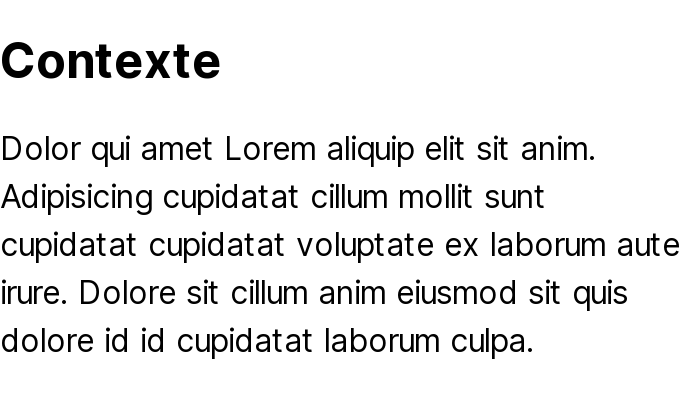 Contexte
Dolor qui amet Lorem aliquip elit sit anim.
Adipisicing cupidatat cillum mollit sunt
cupidatat cupidatat voluptate ex laborum aute
irure. Dolore sit cillum anim eiusmod sit quis
dolore id id cupidatat laborum culpa.